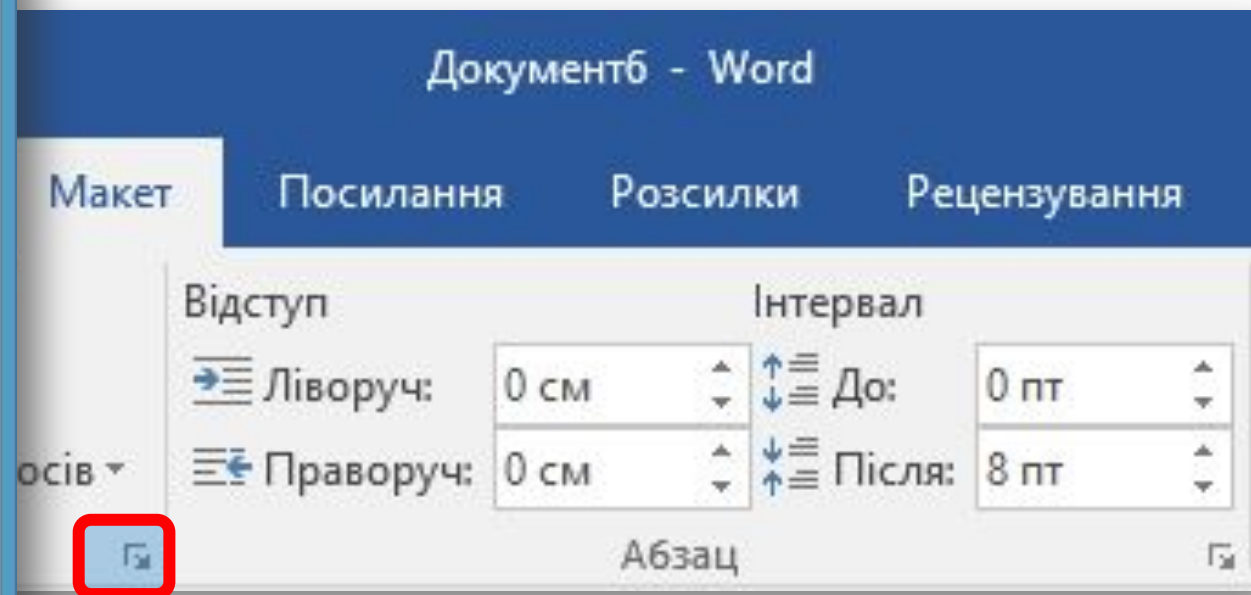 Документ6 - Word
Макет Посилання Розсилки Рецензування
Відступ Інтервал
Ліворуч: 0 см До: 0 пт
осів Праворуч: 0 см Після: 8 пт
Абзац